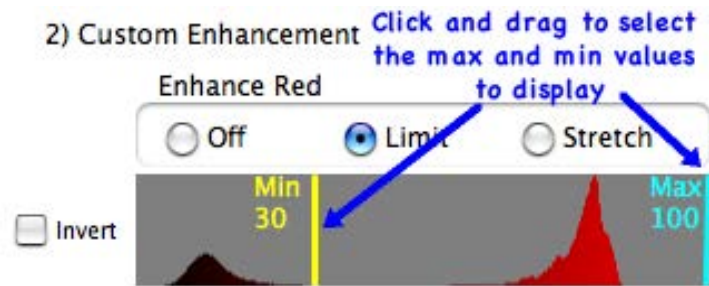 2) Custom Enhancement
Click and drag to select
the max and min values
to display
Enhance Red
Off
Limit
Stretch
Min
30
Max
100
Invert